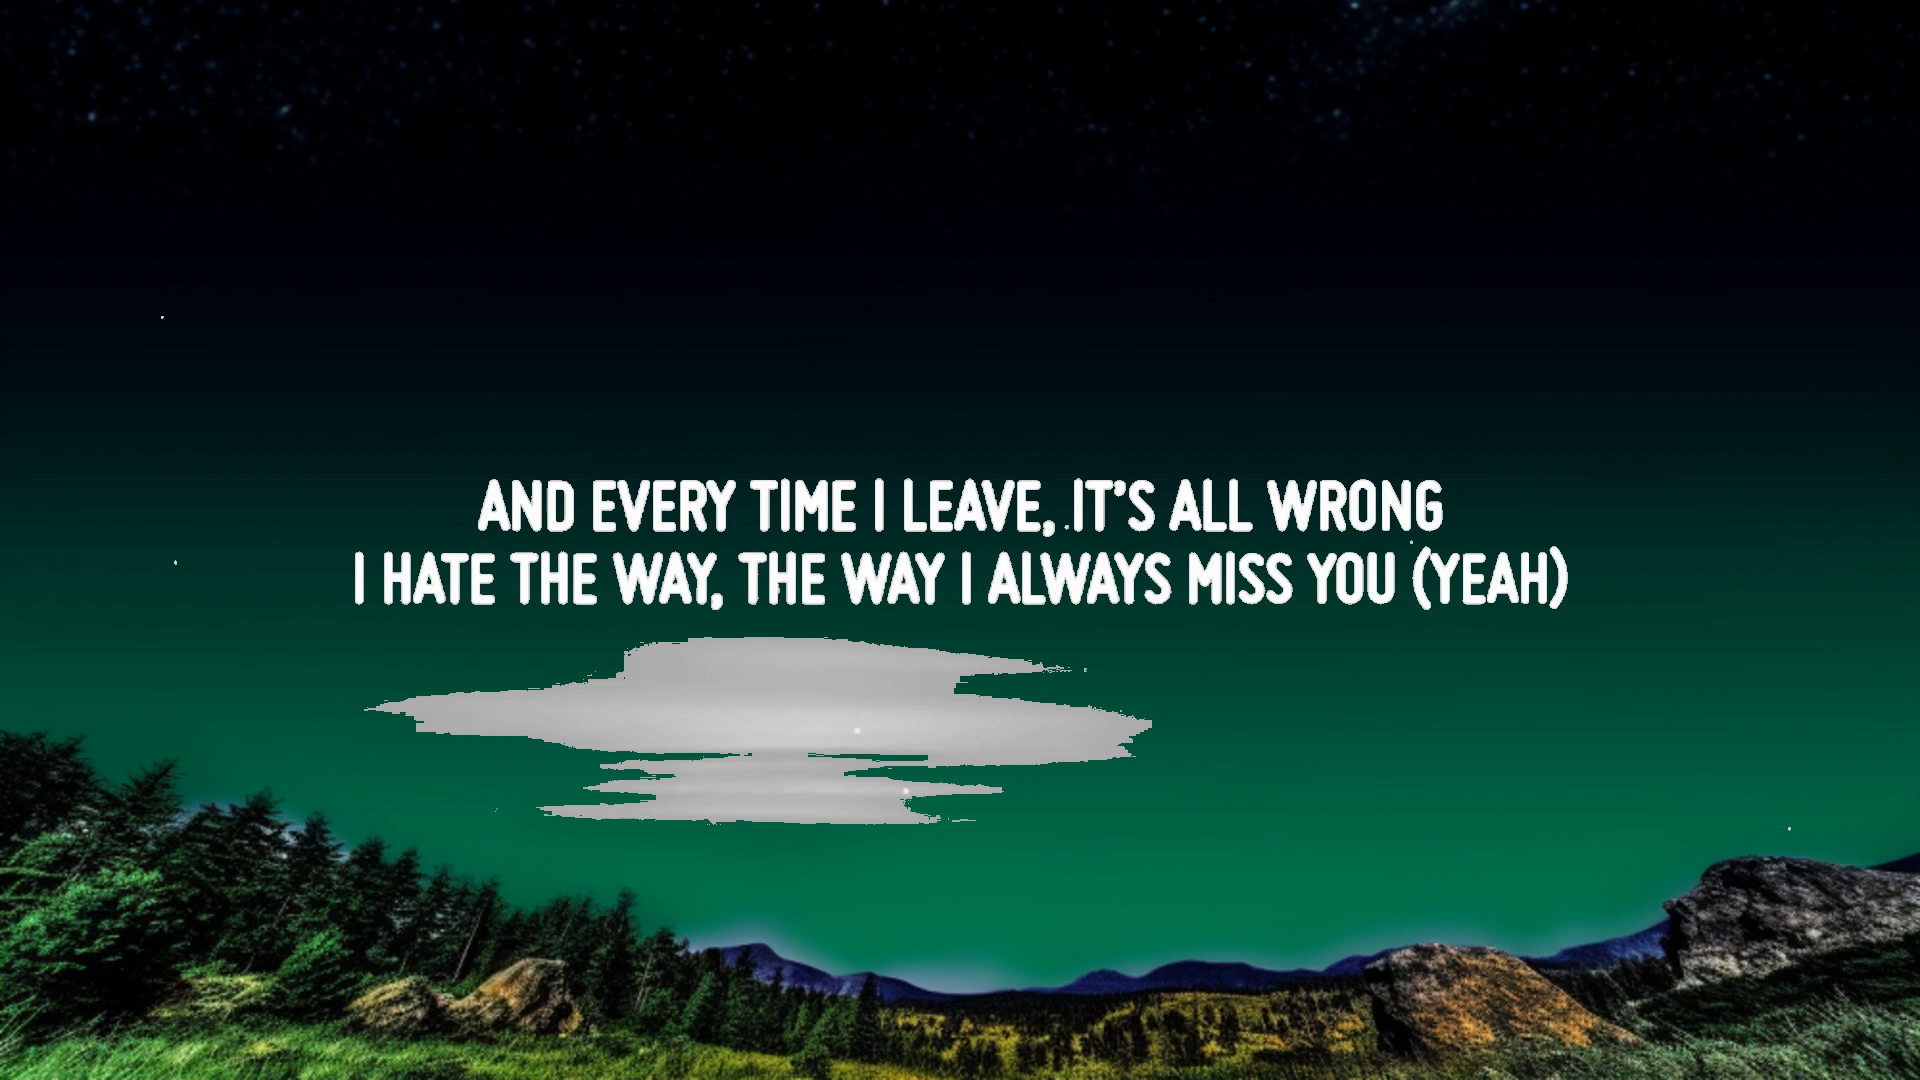 AND EVERY TIME I LEAVE, IT'S ALL WRONG
I HATE THE WAY, THE WAY I ALWAYS MISS YOU (YEAH)